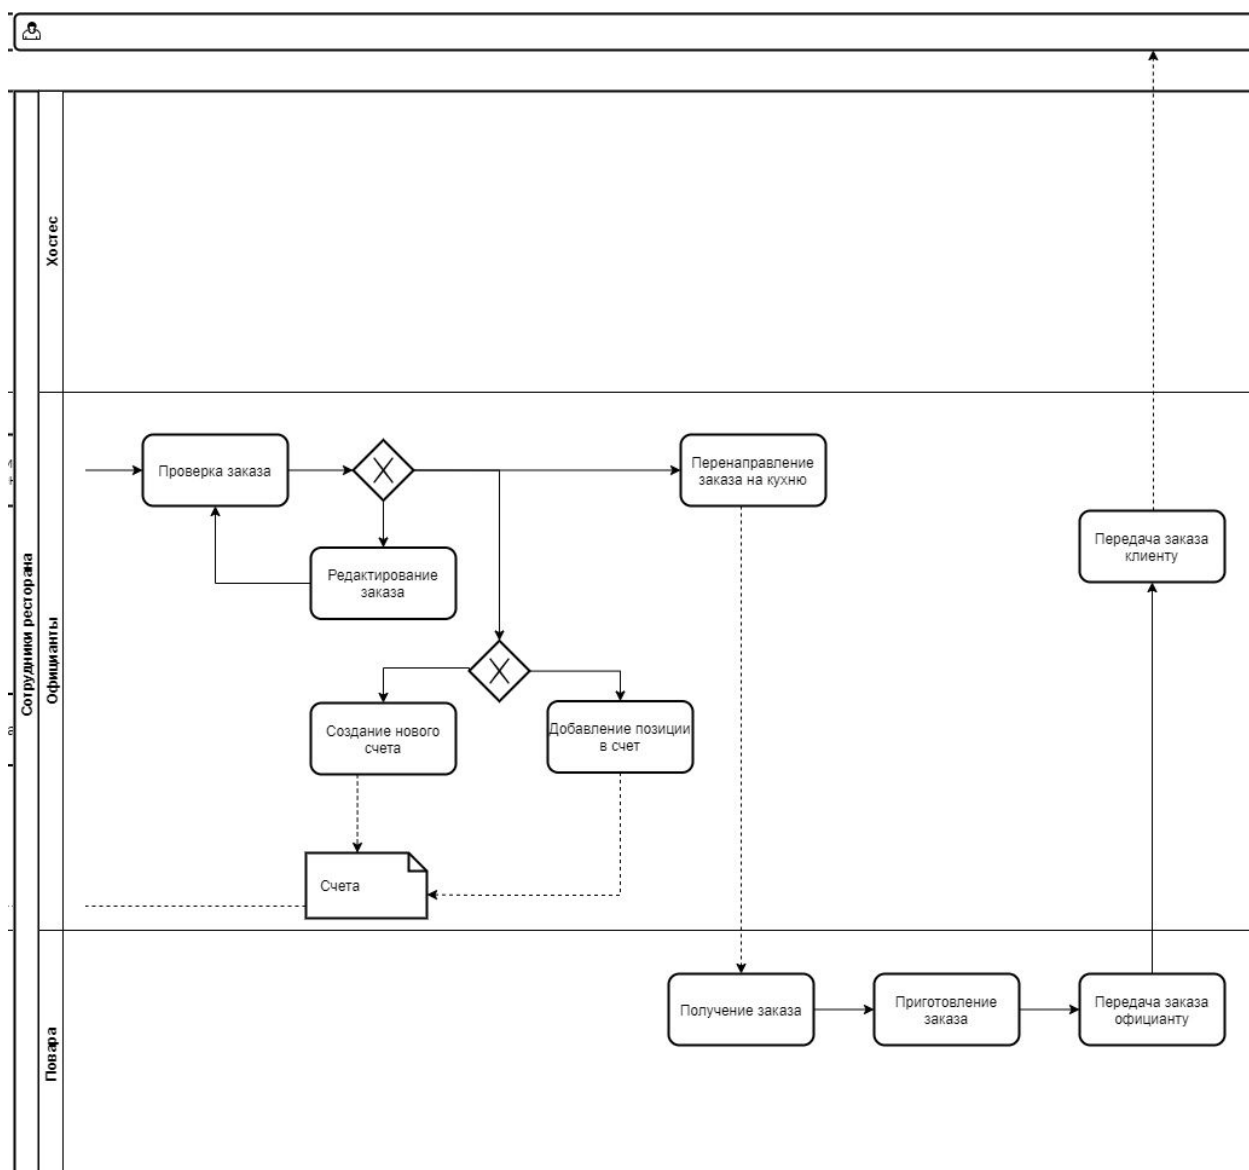 Сотрудники ресторана
Хостес
Официанты
Проверка заказа
Перенаправление
заказа на кухню
Редактирование
заказа
Передача заказа
клиенту
Создание нового
счета
Добавление позиции
в счет
Счета
Повара
Получение заказа
Приготовление
заказа
Передача заказа
официанту